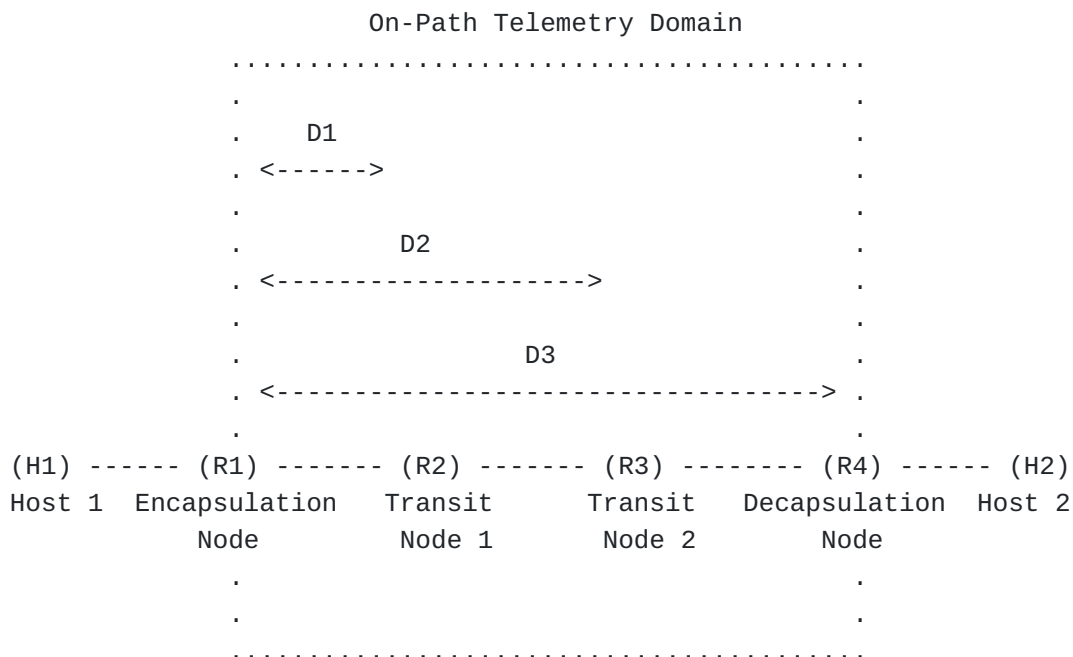 On-Path Telemetry Domain
.........................................
. .
. D1 .
. <------> .
. .
. D2 .
. <--------------------> .
. .
. D3 .
. <-----------------------------------> .
. .
(H1) ------ (R1) ------- (R2) ------- (R3) -------- (R4) ------ (H2)
Host 1 Encapsulation Transit Transit Decapsulation Host 2
Node Node 1 Node 2 Node
. .
. .
.........................................